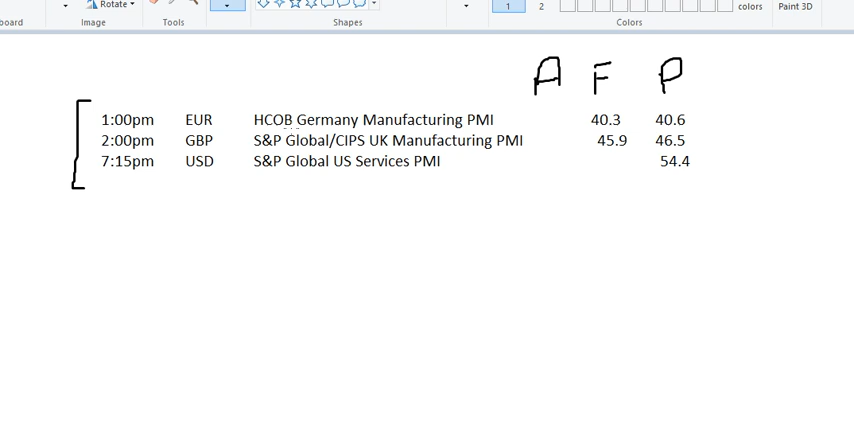 Rotate
1 2 colors Paint 3D
board Image Tools Shapes Colors
A F P
1:00pm EUR HCOB Germany Manufacturing PMI 40.3 40.6
2:00pm GBP S&P Global/CIPS UK Manufacturing PMI 45.9 46.5
7:15pm USD S&P Global US Services PMI 54.4